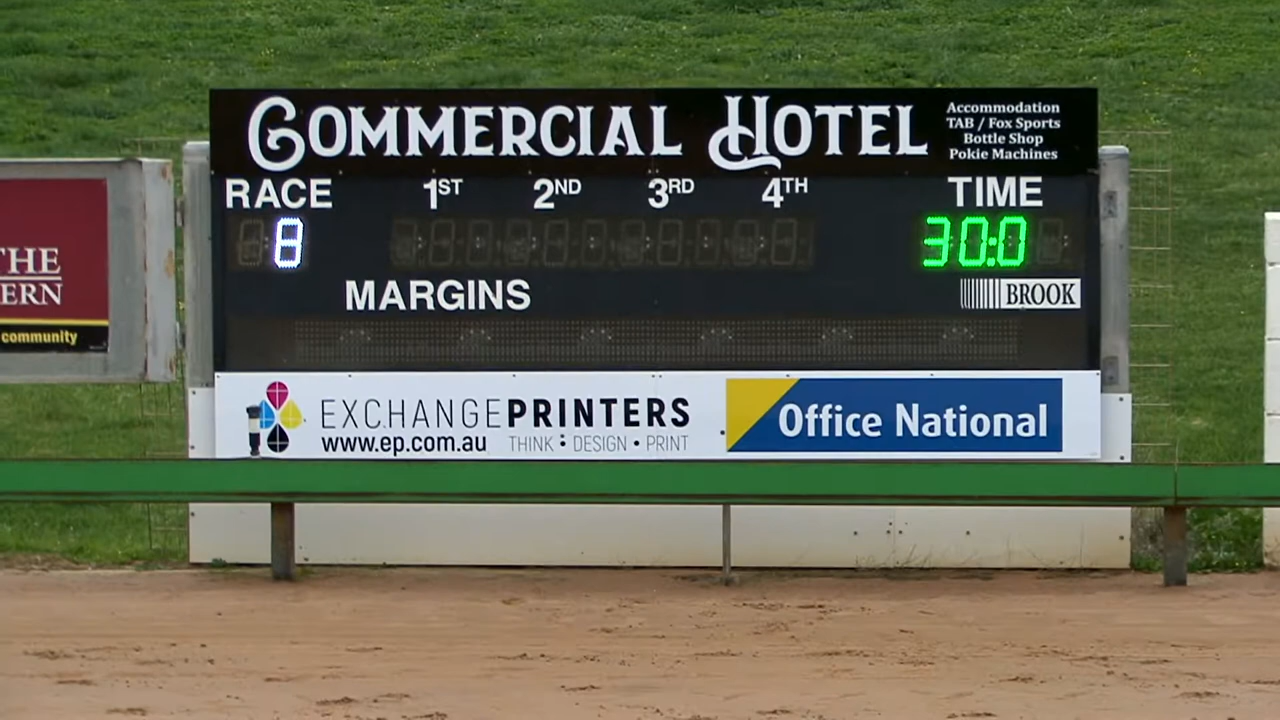 COMMERCIAL HOTEL
Accommodation
TAB / Fox Sports
Bottle Shop
Pokie Machines
RACE 1ST 2ND 3RD 4TH TIME
8 30:0
MARGINS
BROOK
THE
ERN
community
EXCHANGEPRINTERS
www.ep.com.au THINK : DESIGN • PRINT
Office National